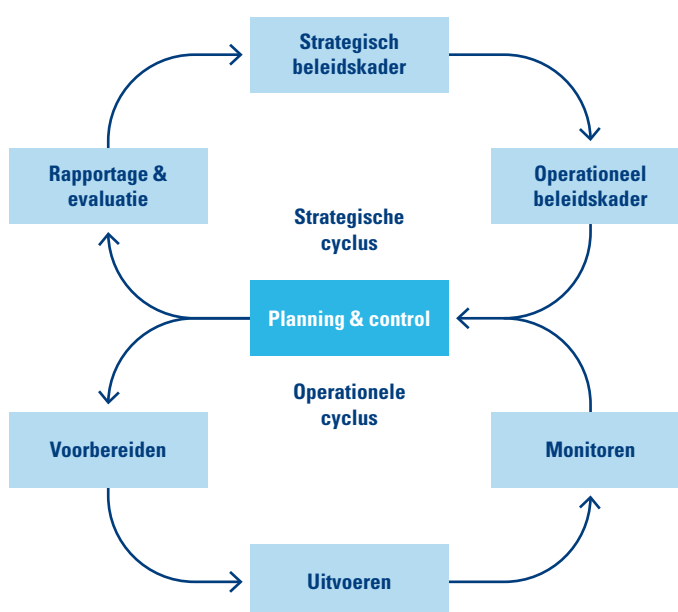 Strategisch
beleidskader
Rapportage &
evaluatie
Operationeel
beleidskader
Strategische
cyclus
Planning & control
Operationele
cyclus
Voorbereiden
Monitoren
Uitvoeren